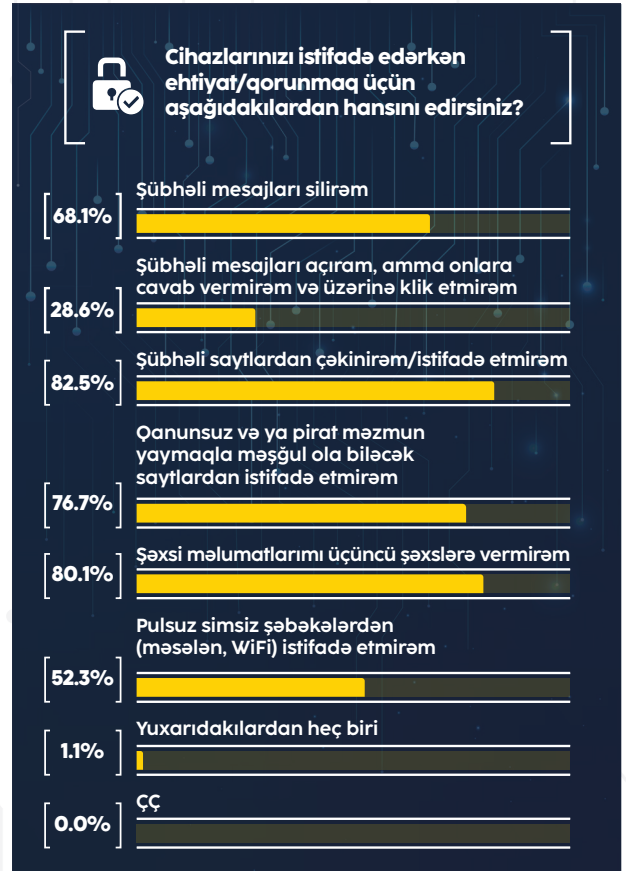 Cihazlarınızı istifadə edərkən
ehtiyat/qorunmaq üçün
aşağıdakılardan hansını edirsiniz?
Şübhəli mesajları silirəm
68.1%
Şübhəli mesajları açıram, amma onlara
cavab vermirəm və üzərinə klik etmirəm
28.6%
Şübhəli saytlardan çəkinirəm/istifadə etmirəm
82.5%
Qanunsuz və ya pirat məzmun
yaymaqla məşğul ola biləcək
saytlardan istifadə etmirəm
76.7%
Şəxsi məlumatlarımı üçüncü şəxslərə vermirəm
80.1%
Pulsuz simsiz şəbəkələrdən
(məsələn, WiFi) istifadə etmirəm
52.3%
Yuxarıdakılardan heç biri
1.1%
ÇÇ
0.0%